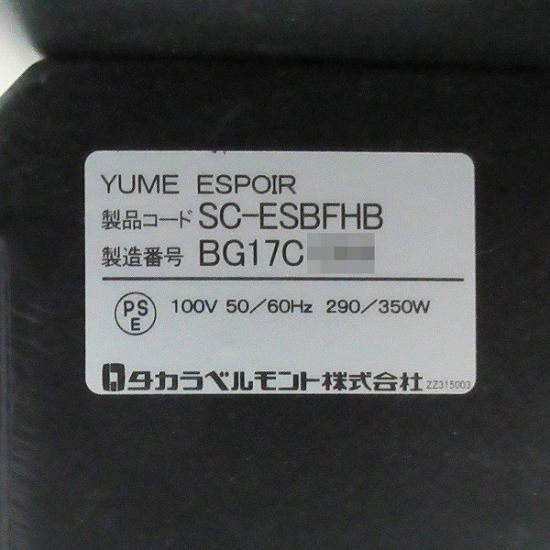 YUME ESPOIR
製品コード SC-ESBFHB
製造番号 BG17C
PSE 100V 50/60Hz 290/350W
タカラベルモント株式会社 ZZ315003